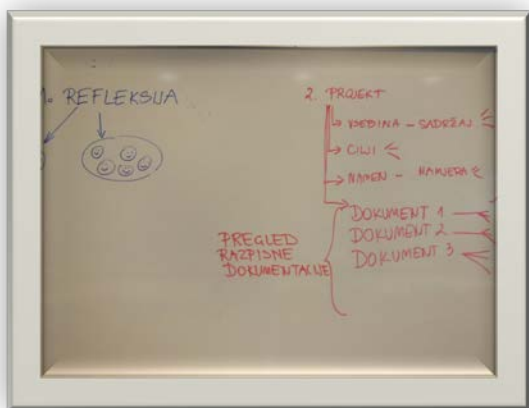 1. REFLEKSIJA
2. PROJEKT
VSEBINA – SADRŽAJ
CILJI
NAMEN – NAMJERA
DOKUMENT 1
DOKUMENT 2
DOKUMENT 3
PREGLED
RAZPISNE
DOKUMENTACIJE